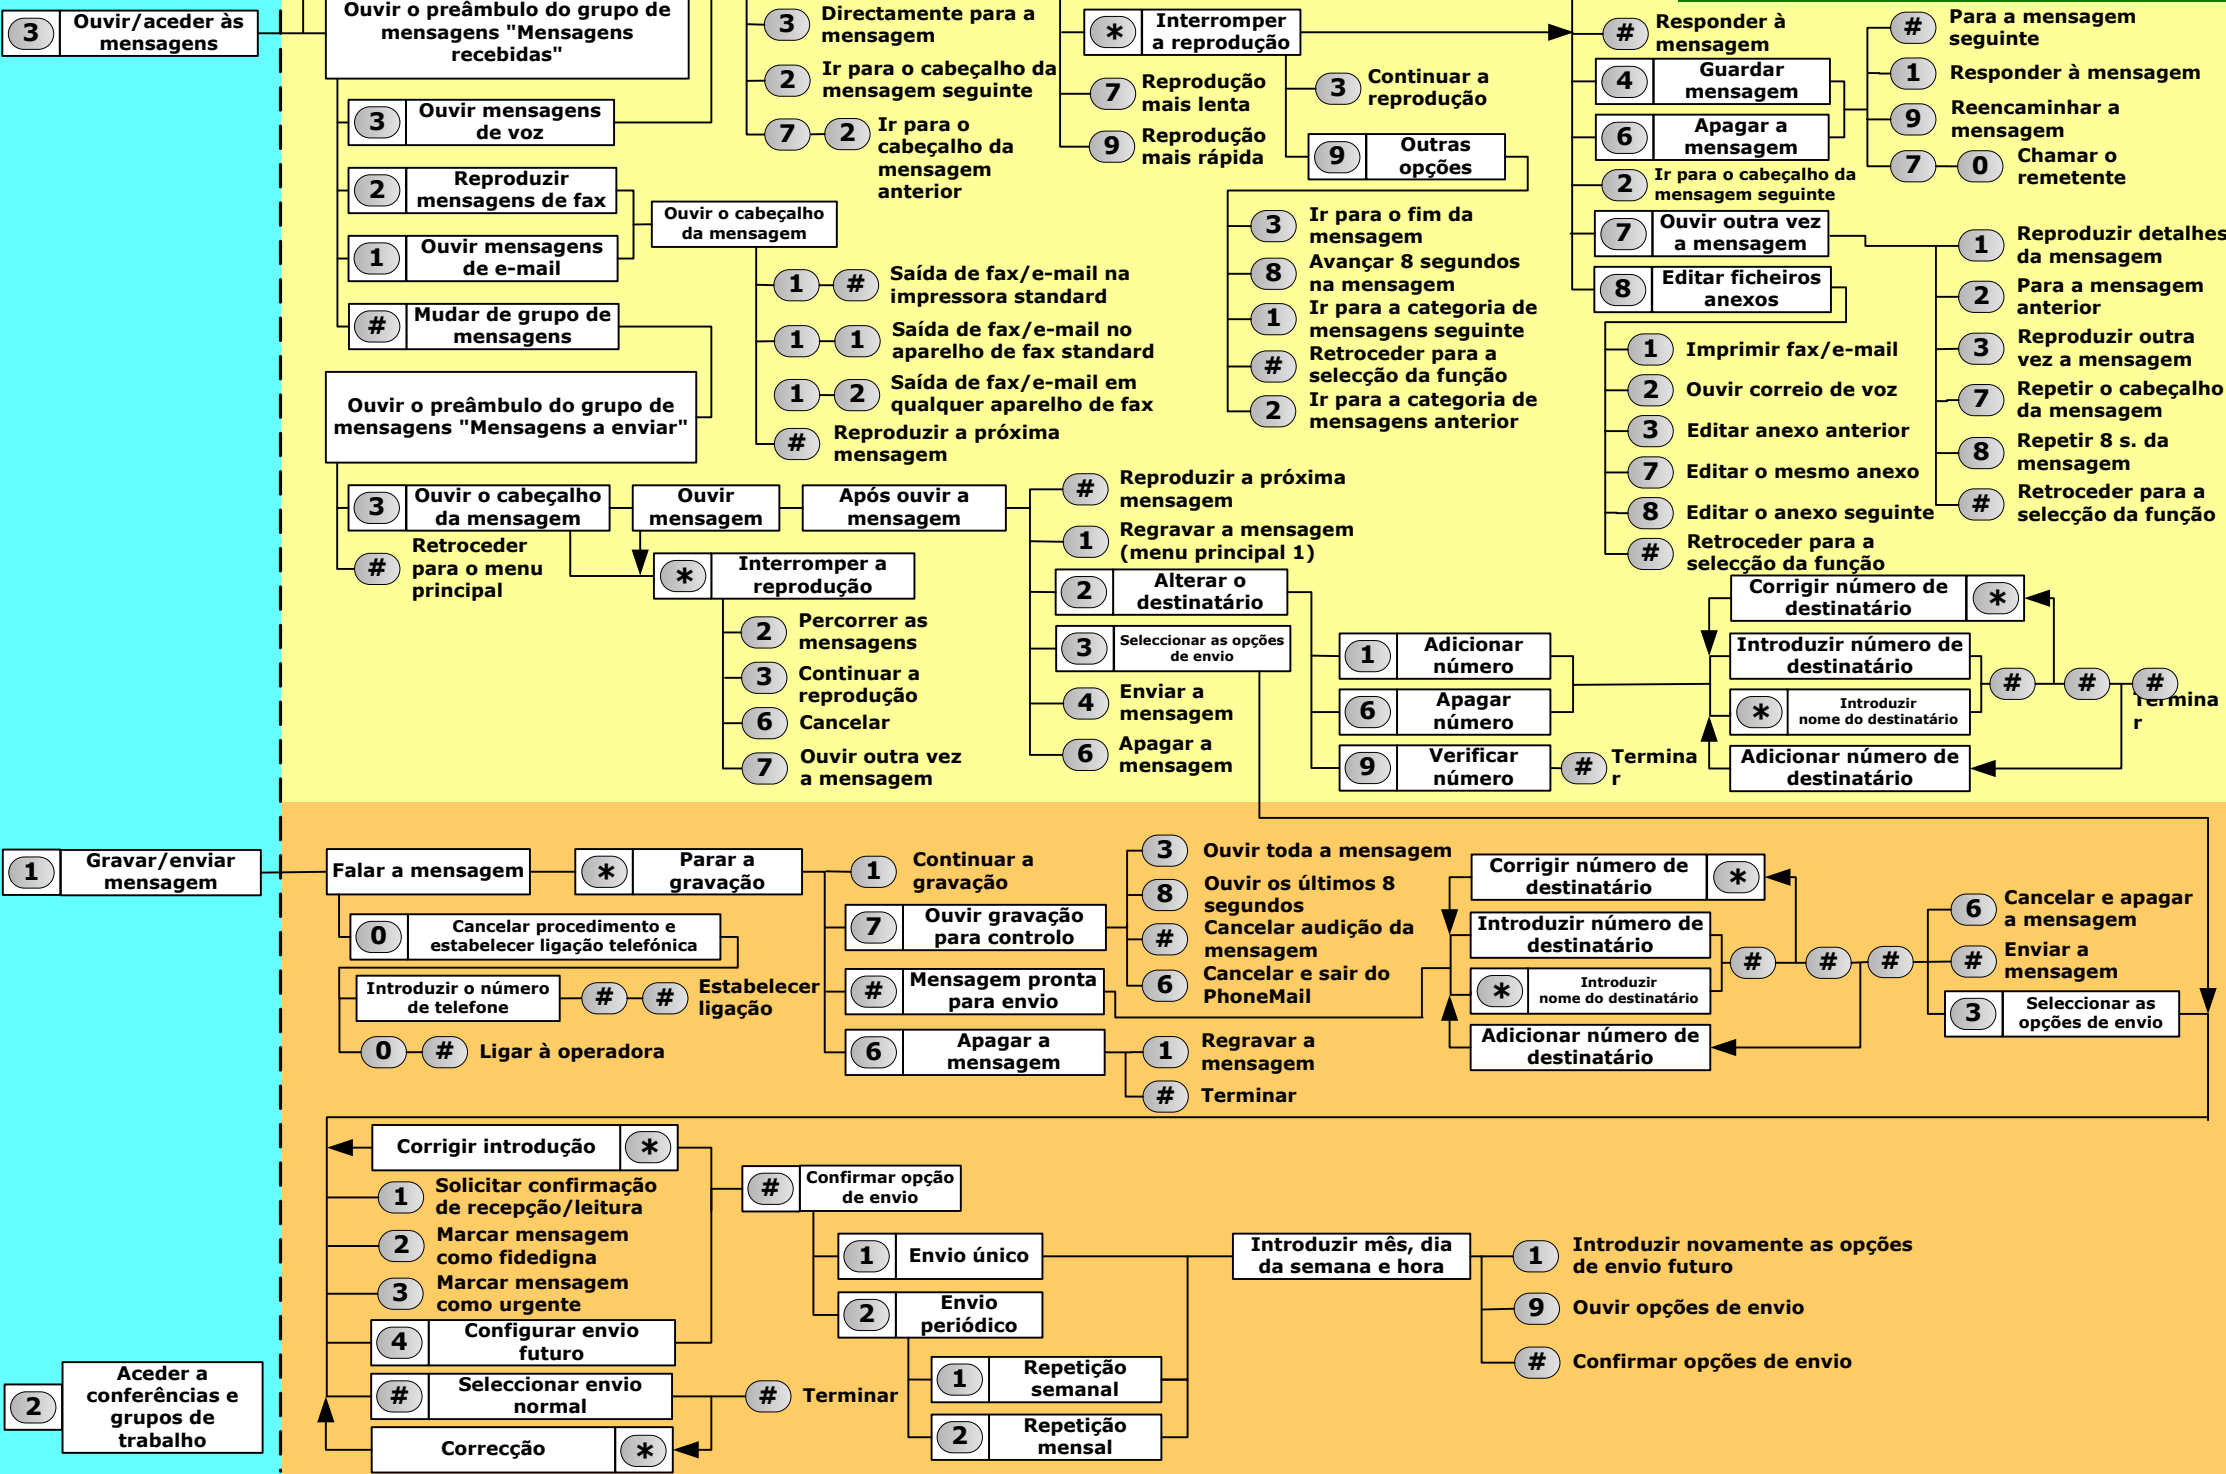 3 Ouvir/aceder às
mensagens
Ouvir o preâmbulo do grupo de
mensagens "Mensagens
recebidas"
3 Ouvir mensagens
de voz
2 Reproduzir
mensagens de fax
1 Ouvir mensagens
de e-mail
# Mudar de grupo de
mensagens
Ouvir o cabeçalho
da mensagem
1 # Saída de fax/e-mail na
impressora standard
1 1 Saída de fax/e-mail no
aparelho de fax standard
1 2 Saída de fax/e-mail em
qualquer aparelho de fax
# Reproduzir a próxima
mensagem
3 Directamente para a
mensagem
2 Ir para o cabeçalho da
mensagem seguinte
7 2 Ir para o
cabeçalho da
mensagem
anterior
* Interromper
a reprodução
7 Reprodução
mais lenta
9 Reprodução
mais rápida
3 Continuar a
reprodução
9 Outras
opções
3 Ir para o fim da
mensagem
8 Avançar 8 segundos
na mensagem
1 Ir para a categoria de
mensagens seguinte
# Retroceder para a
selecção da função
2 Ir para a categoria de
mensagens anterior
# Responder à
mensagem
4 Guardar
mensagem
6 Apagar a
mensagem
2 Ir para o cabeçalho da
mensagem seguinte
7 Ouvir outra vez
a mensagem
8 Editar ficheiros
anexos
# Para a mensagem
seguinte
1 Responder à mensagem
9 Reencaminhar a
mensagem
7 0 Chamar o
remetente
1 Reproduzir detalhes
da mensagem
2 Para a mensagem
anterior
3 Reproduzir outra
vez a mensagem
7 Repetir o cabeçalho
da mensagem
8 Repetir 8 s. da
mensagem
# Retroceder para a
selecção da função
1 Imprimir fax/e-mail
2 Ouvir correio de voz
3 Editar anexo anterior
7 Editar o mesmo anexo
8 Editar o anexo seguinte
# Retroceder para a
selecção da função
Ouvir o preâmbulo do grupo de
mensagens "Mensagens a enviar"
3 Ouvir o cabeçalho
da mensagem
# Retroceder
para o menu
principal
Ouvir
mensagem
Após ouvir a
mensagem
* Interromper a
reprodução
2 Percorrer as
mensagens
3 Continuar a
reprodução
6 Cancelar
7 Ouvir outra vez
a mensagem
# Reproduzir a próxima
mensagem
1 Regravar a mensagem
(menu principal 1)
2 Alterar o
destinatário
3 Seleccionar as opções
de envio
4 Enviar a
mensagem
6 Apagar a
mensagem
1 Adicionar
número
6 Apagar
número
9 Verificar
número
# Termina
r
Corrigir número de
destinatário *
Introduzir número de
destinatário
* Introduzir
nome do destinatário
Adicionar número de
destinatário
# # #
Termina
r
1 Gravar/enviar
mensagem
Falar a mensagem
* Parar a
gravação
0 Cancelar procedimento e
estabelecer ligação telefónica
Introduzir o número
de telefone
# # Estabelecer
ligação
0 # Ligar à operadora
1 Continuar a
gravação
7 Ouvir gravação
para controlo
# Mensagem pronta
para envio
6 Apagar a
mensagem
3 Ouvir toda a mensagem
8 Ouvir os últimos 8
segundos
# Cancelar audição da
mensagem
6 Cancelar e sair do
PhoneMail
1 Regravar a
mensagem
# Terminar
Corrigir número de
destinatário *
Introduzir número de
destinatário
* Introduzir
nome do destinatário
Adicionar número de
destinatário
# # #
6 Cancelar e apagar
a mensagem
# Enviar a
mensagem
3 Seleccionar as
opções de envio
Corrigir introdução *
1 Solicitar confirmação
de recepção/leitura
2 Marcar mensagem
como fidedigna
3 Marcar mensagem
como urgente
4 Configurar envio
futuro
# Seleccionar envio
normal
Correcção *
# Terminar
# Confirmar opção
de envio
1 Envio único
2 Envio
periódico
1 Repetição
semanal
2 Repetição
mensal
Introduzir mês, dia
da semana e hora
1 Introduzir novamente as opções
de envio futuro
9 Ouvir opções de envio
# Confirmar opções de envio
2 Aceder a
conferências e
grupos de
trabalho